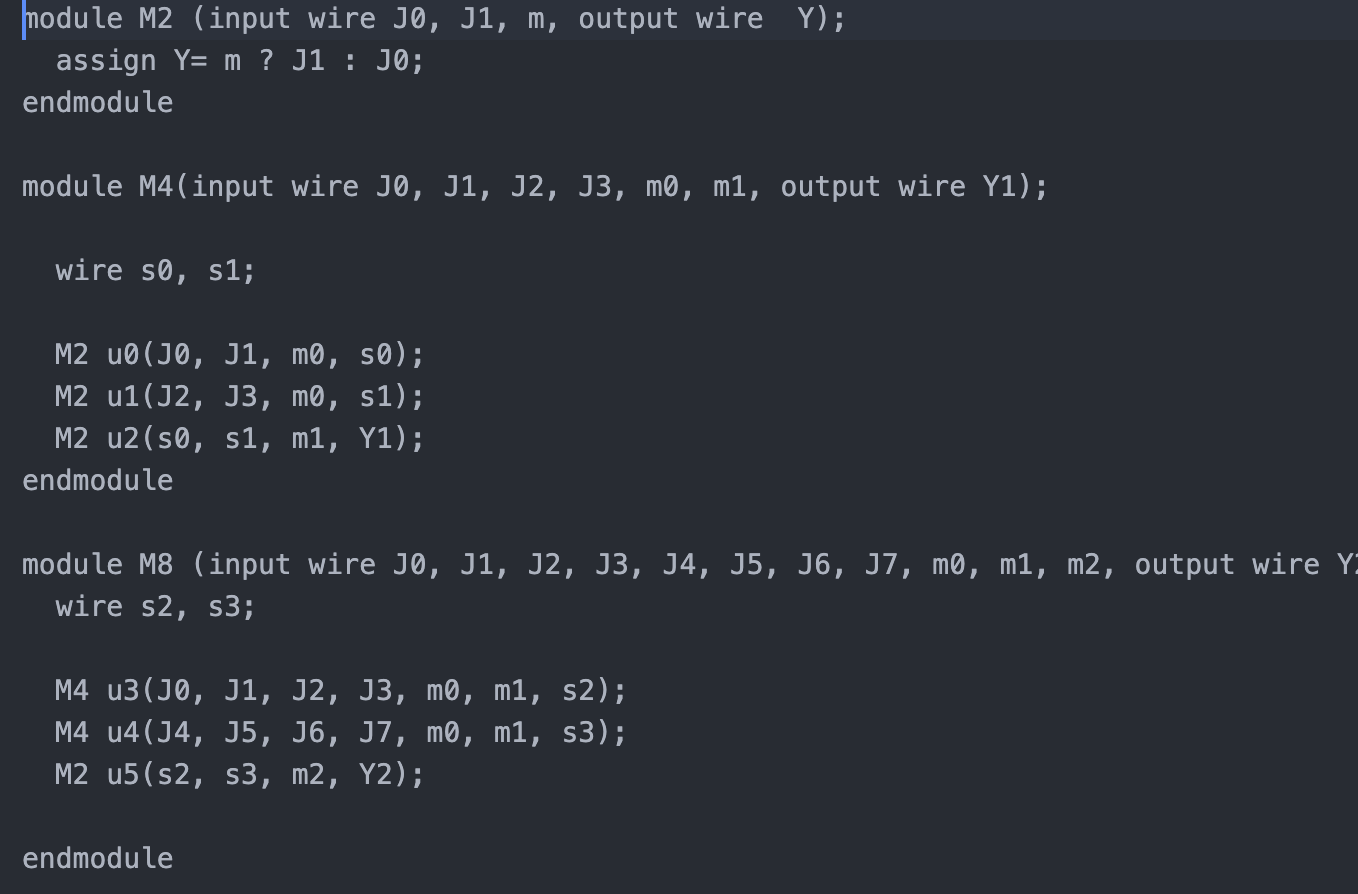 module M2 (input wire J0, J1, m, output wire  Y);
  assign Y= m ? J1 : J0;
endmodule

module M4(input wire J0, J1, J2, J3, m0, m1, output wire Y1);

  wire s0, s1;

  M2 u0(J0, J1, m0, s0);
  M2 u1(J2, J3, m0, s1);
  M2 u2(s0, s1, m1, Y1);
endmodule

module M8 (input wire J0, J1, J2, J3, J4, J5, J6, J7, m0, m1, m2, output wire Y2
  wire s2, s3;

  M4 u3(J0, J1, J2, J3, m0, m1, s2);
  M4 u4(J4, J5, J6, J7, m0, m1, s3);
  M2 u5(s2, s3, m2, Y2);

endmodule